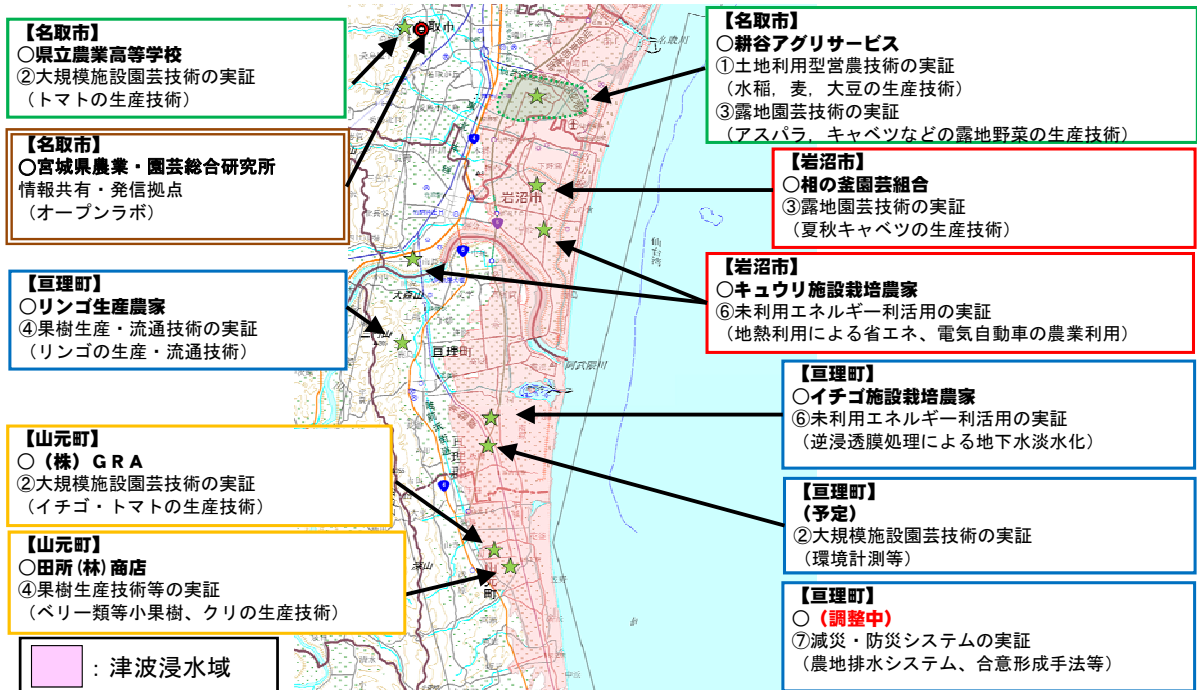 【名取市】
○県立農業高等学校
②大規模施設園芸技術の実証
（トマトの生産技術）
【名取市】
○宮城県農業・園芸総合研究所
情報共有・発信拠点
（オープンラボ）
【亘理町】
○リンゴ生産農家
④果樹生産・流通技術の実証
（リンゴの生産・流通技術）
【山元町】
○（株）ＧＲＡ
②大規模施設園芸技術の実証
（イチゴ・トマトの生産技術）
【山元町】
○田所(林)商店
④果樹生産技術等の実証
（ベリー類等小果樹、クリの生産技術）
：津波浸水域
【名取市】
○耕谷アグリサービス
①土地利用型営農技術の実証
（水稲，麦，大豆の生産技術）
③露地園芸技術の実証
（アスパラ，キャベツなどの露地野菜の生産技術）
【岩沼市】
○相の釜園芸組合
③露地園芸技術の実証
（夏秋キャベツの生産技術）
【岩沼市】
○キュウリ施設栽培農家
⑥未利用エネルギー利活用の実証
（地熱利用による省エネ、電気自動車の農業利用）
【亘理町】
○イチゴ施設栽培農家
⑥未利用エネルギー利活用の実証
（逆浸透膜処理による地下水淡水化）
【亘理町】
（予定）
②大規模施設園芸技術の実証
（環境計測等）
【亘理町】
○（調整中）
⑦減災・防災システムの実証
（農地排水システム、合意形成手法等）
名取川
岩沼市
仙台湾
亘理町
阿武隈川
4
6
6